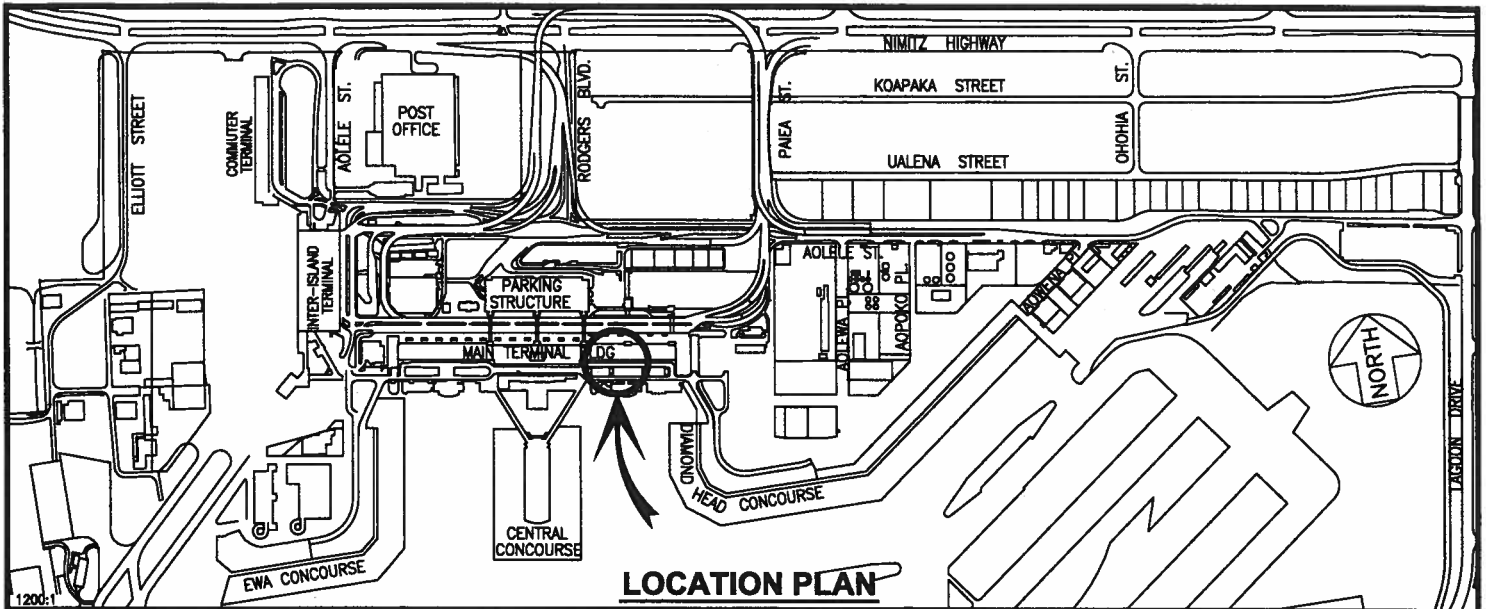 NIMITZ HIGHWAY
KOAPAKA STREET
UALENA STREET
ELLIOTT STREET
COMMUTER
TERMINAL
AOLELE ST.
POST
OFFICE
RODGERS BLVD.
PAIEA ST.
OHOHIA ST.
INTER-ISLAND
TERMINAL
PARKING
STRUCTURE
MAIN TERMINAL
AOLELE ST.
AOLEWA PL
AOPOKO PL.
AOWENA PL
NORTH
LAGOON DRIVE
DIAMOND
HEAD CONCOURSE
CENTRAL
CONCOURSE
EWA CONCOURSE
LOCATION PLAN
1200:1